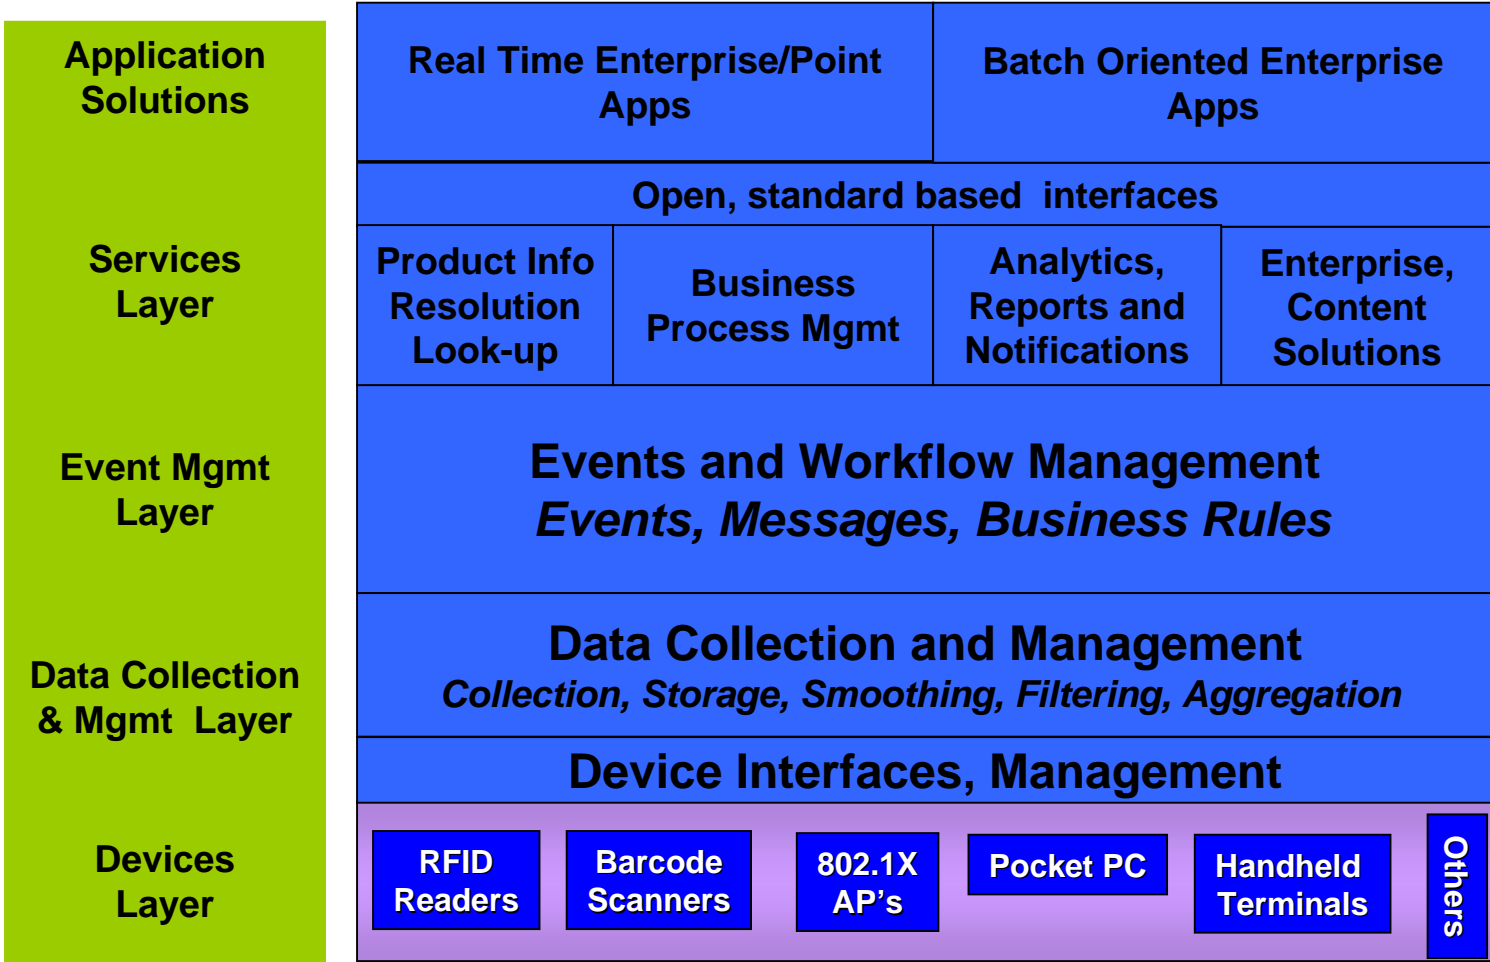 Application
Solutions
Real Time Enterprise/Point
Apps
Batch Oriented Enterprise
Apps
Open, standard based  interfaces
Services
Layer
Product Info
Resolution
Look-up
Business
Process Mgmt
Analytics,
Reports and
Notifications
Enterprise,
Content
Solutions
Event Mgmt
Layer
Events and Workflow Management
Events, Messages, Business Rules
Data Collection
& Mgmt  Layer
Data Collection and Management
Collection, Storage, Smoothing, Filtering, Aggregation
Device Interfaces, Management
Devices
Layer
RFID
Readers
Barcode
Scanners
802.1X
AP’s
Pocket PC
Handheld
Terminals
Others